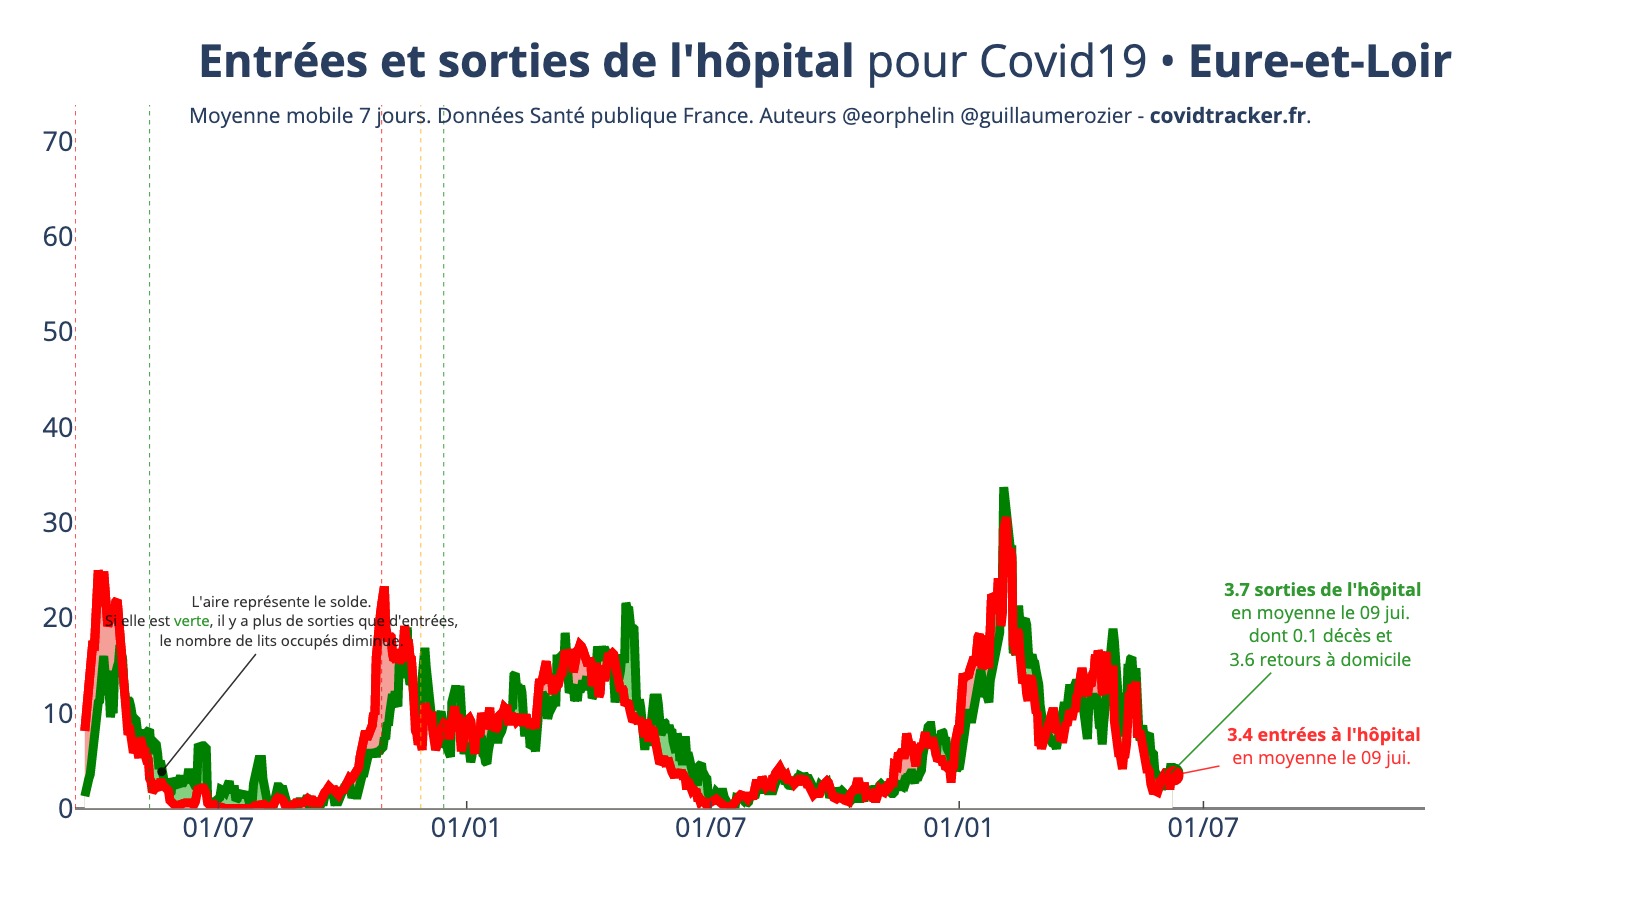 Entrées et sorties de l'hôpital pour Covid19 • Eure-et-Loir
Moyenne mobile 7 jours. Données Santé publique France. Auteurs @eorphelin @guillaumerozier - covidtracker.fr.
70
60
50
40
30
20
10
0
L'aire représente le solde.
Si elle est verte, il y a plus de sorties que d'entrées,
le nombre de lits occupés diminue.
3.7 sorties de l'hôpital
en moyenne le 09 jui.
dont 0.1 décès et
3.6 retours à domicile
3.4 entrées à l'hôpital
en moyenne le 09 jui.
01/07
01/01
01/07
01/01
01/07